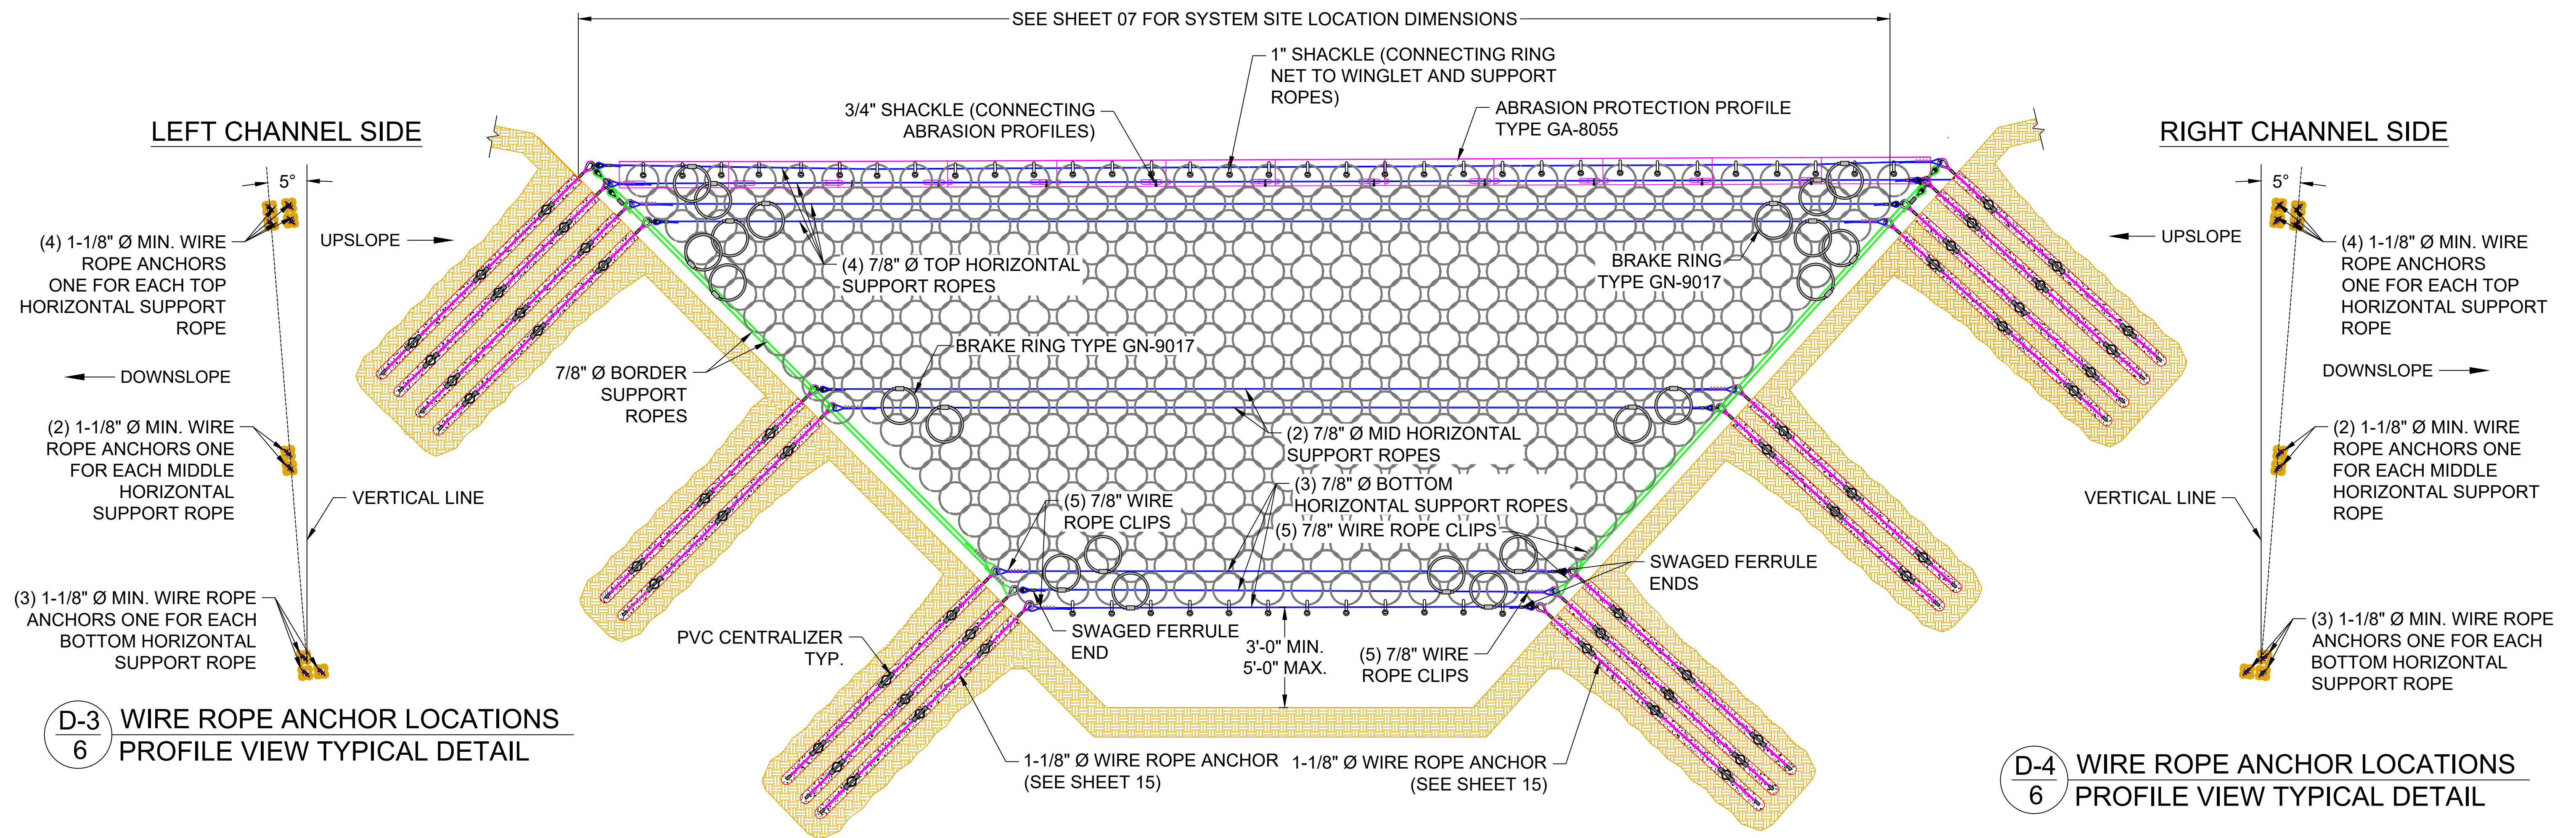 SEE SHEET 07 FOR SYSTEM SITE LOCATION DIMENSIONS
1" SHACKLE (CONNECTING RING
NET TO WINGLET AND SUPPORT
ROPES)
3/4" SHACKLE (CONNECTING
ABRASION PROFILES)
ABRASION PROTECTION PROFILE
TYPE GA-8055
LEFT CHANNEL SIDE
5°
(4) 1-1/8" Ø MIN. WIRE
ROPE ANCHORS
ONE FOR EACH TOP
HORIZONTAL SUPPORT
ROPE
UPSLOPE
DOWNSLOPE
(2) 1-1/8" Ø MIN. WIRE
ROPE ANCHORS ONE
FOR EACH MIDDLE
HORIZONTAL
SUPPORT ROPE
VERTICAL LINE
(3) 1-1/8" Ø MIN. WIRE ROPE
ANCHORS ONE FOR EACH
BOTTOM HORIZONTAL
SUPPORT ROPE
D-3
6
WIRE ROPE ANCHOR LOCATIONS
PROFILE VIEW TYPICAL DETAIL
(4) 7/8" Ø TOP HORIZONTAL
SUPPORT ROPES
BRAKE RING
TYPE GN-9017
BRAKE RING TYPE GN-9017
7/8" Ø BORDER
SUPPORT
ROPES
(2) 7/8" Ø MID HORIZONTAL
SUPPORT ROPES
(3) 7/8" Ø BOTTOM
HORIZONTAL SUPPORT ROPES
(5) 7/8" WIRE
ROPE CLIPS
(5) 7/8" WIRE ROPE CLIPS
SWAGED FERRULE
ENDS
PVC CENTRALIZER
TYP.
SWAGED FERRULE
END
3'-0" MIN.
5'-0" MAX.
(5) 7/8" WIRE
ROPE CLIPS
1-1/8" Ø WIRE ROPE ANCHOR
(SEE SHEET 15)
1-1/8" Ø WIRE ROPE ANCHOR
(SEE SHEET 15)
RIGHT CHANNEL SIDE
5°
UPSLOPE
(4) 1-1/8" Ø MIN. WIRE
ROPE ANCHORS
ONE FOR EACH TOP
HORIZONTAL SUPPORT
ROPE
DOWNSLOPE
(2) 1-1/8" Ø MIN. WIRE
ROPE ANCHORS ONE
FOR EACH MIDDLE
HORIZONTAL SUPPORT
ROPE
VERTICAL LINE
(3) 1-1/8" Ø MIN. WIRE ROPE
ANCHORS ONE FOR EACH
BOTTOM HORIZONTAL
SUPPORT ROPE
D-4
6
WIRE ROPE ANCHOR LOCATIONS
PROFILE VIEW TYPICAL DETAIL